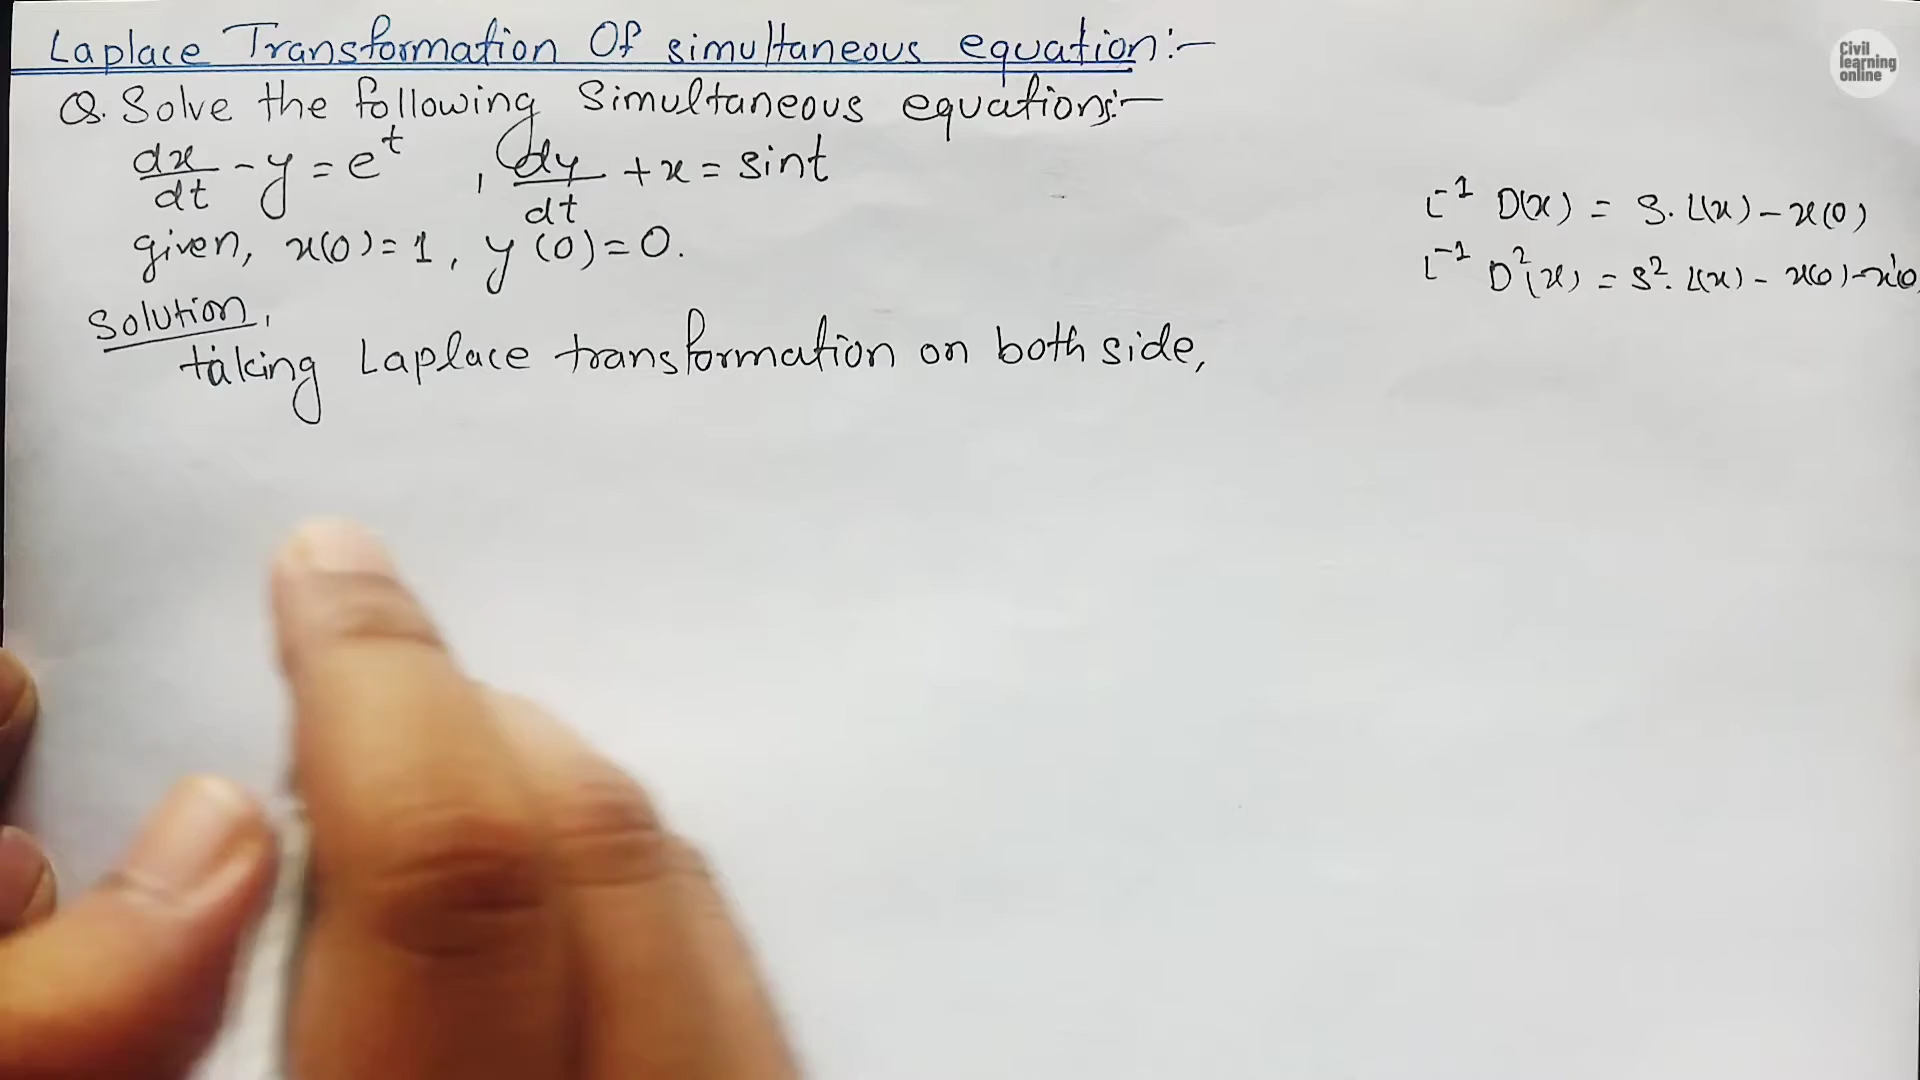 Laplace Transformation Of simultaneous equation:-
Q. Solve the following Simultaneous equations:-
dx/dt - y = e^t , dy/dt + x = sint
given, x(0)=1, y(0)=0.
Solution,
taking Laplace transformation on both side,
L^-1 D(x) = S. L(x) - x(0)
L^-1 D^2(x) = S^2. L(x) - x(0) - x'(0
Civil
learning
online